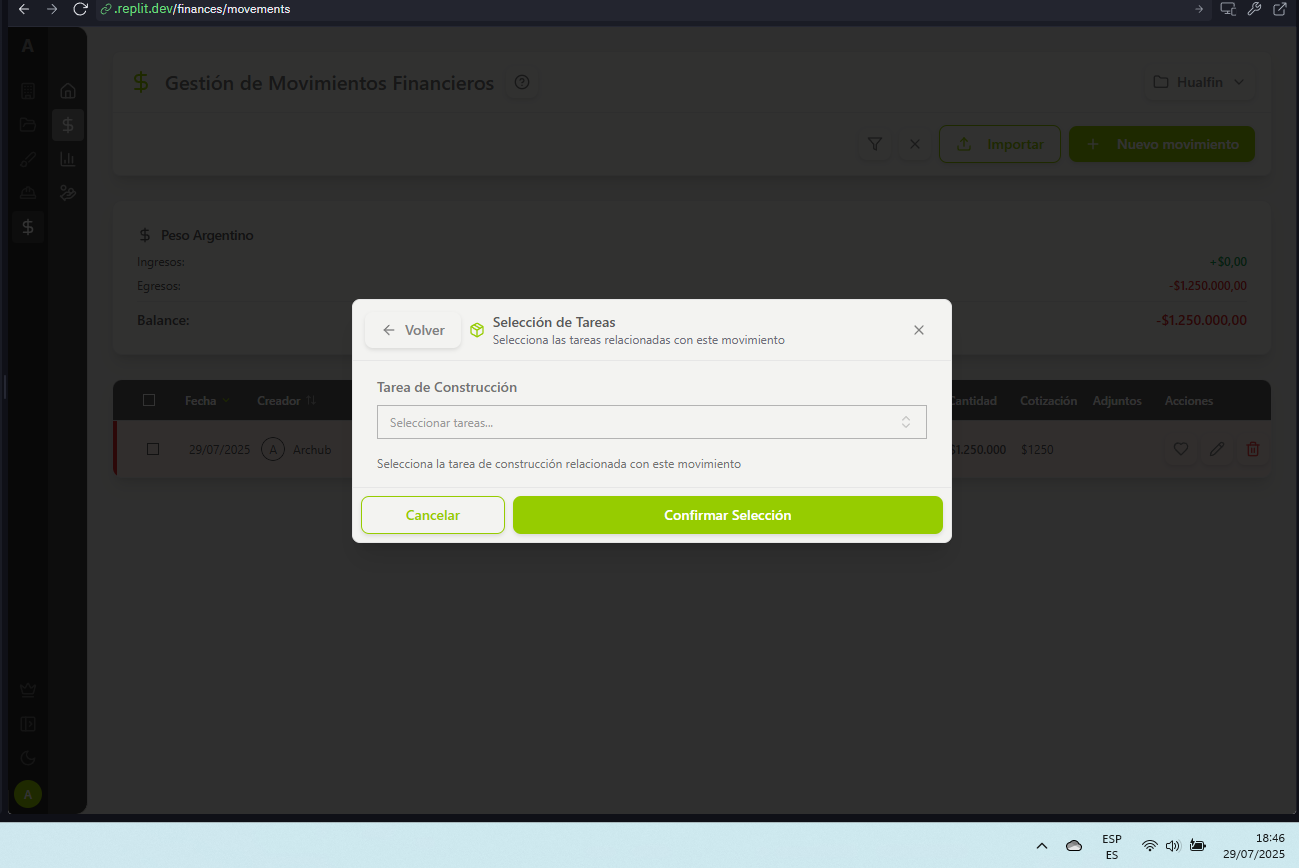 .replit.dev/finances/movements
A
Gestión de Movimientos Financieros
Hualfin
Importar
Nuevo movimiento
Peso Argentino
Ingresos:
+$0,00
Egresos:
-$1.250.000,00
Balance:
-$1.250.000,00
Volver
Selección de Tareas
Selecciona las tareas relacionadas con este movimiento
Tarea de Construcción
Seleccionar tareas...
Selecciona la tarea de construcción relacionada con este movimiento
Cancelar
Confirmar Selección
Fecha Creador Cantidad Cotización Adjuntos Acciones
29/07/2025 A Archub $1.250.000 $1250
A
ESP
ES
18:46
29/07/2025